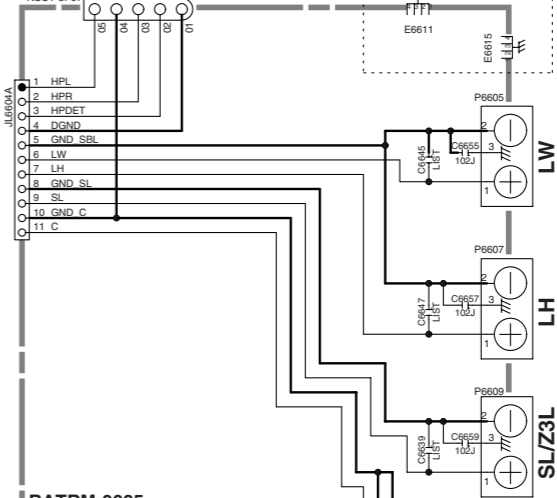 05
04
03
02
01
E6611
E6615
JL6604A
1 HPL
2 HPR
3 HPDET
4 DGND
5 GND_SBL
6 LW
7 LH
8 GND_SL
9 SL
10 GND_C
11 C
P6605
2
3
1
C6645
LIST
C6655
102J
LW
P6607
2
3
1
C6647
LIST
C6657
102J
LH
P6609
2
3
1
C6639
LIST
C6659
102J
SL/Z3L